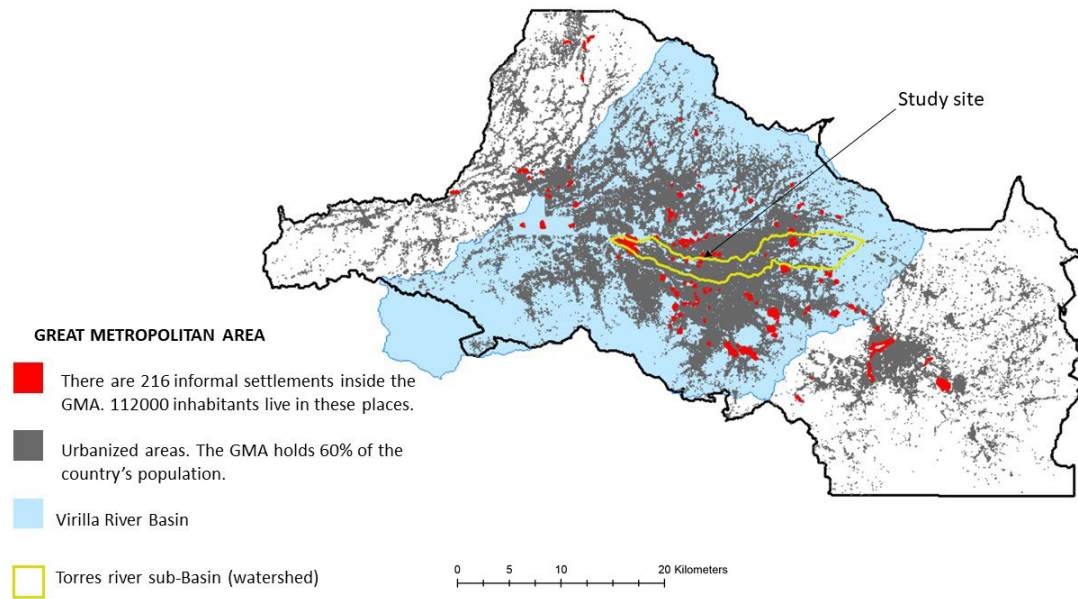 Study site
GREAT METROPOLITAN AREA
There are 216 informal settlements inside the
GMA. 112000 inhabitants live in these places.
Urbanized areas. The GMA holds 60% of the
country’s population.
Virilla River Basin
Torres river sub-Basin (watershed)
0 5 10 20 Kilometers